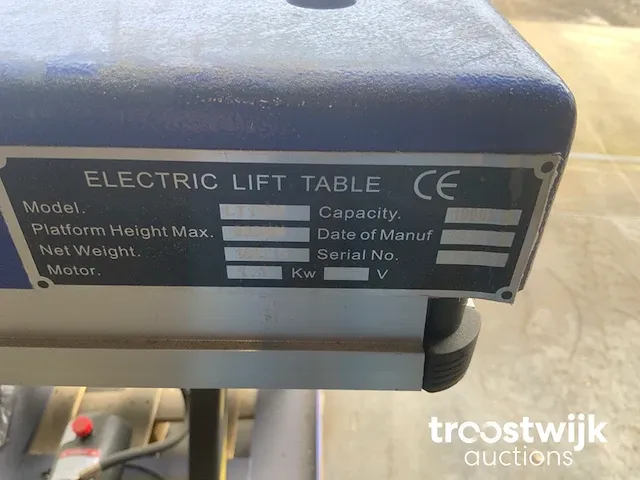 ELECTRIC LIFT TABLE CE
Model. Capacity.
Platform Height Max. Date of Manuf
Net Weight. Serial No.
Motor. Kw V
troostwijk
auctions